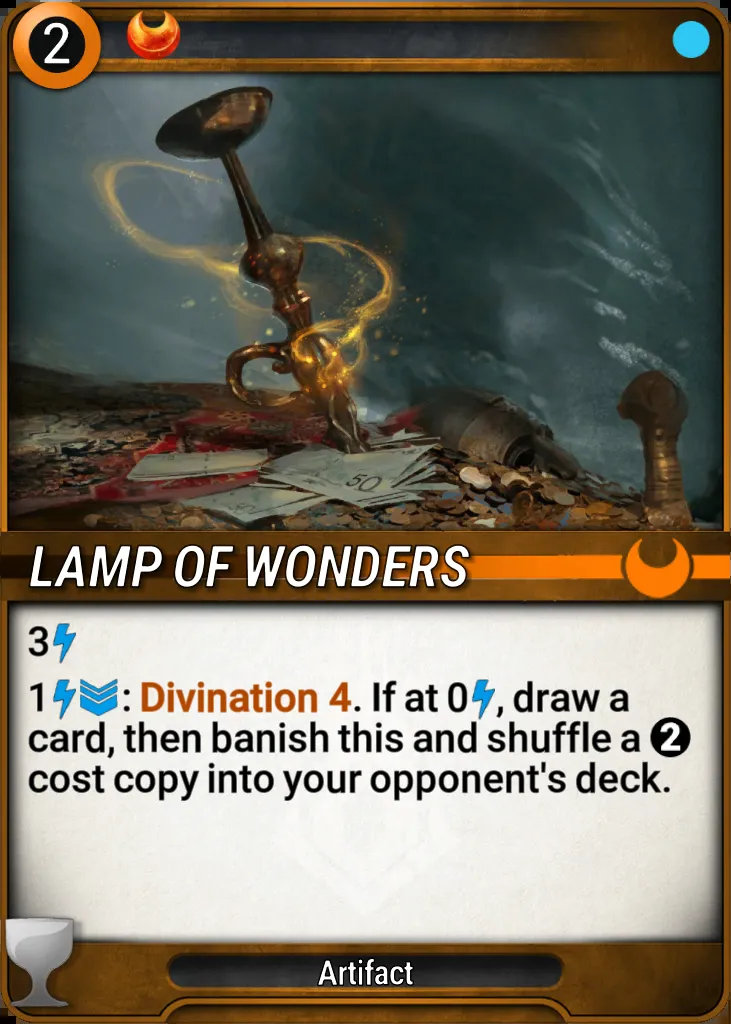 2
50
LAMP OF WONDERS
3
1 : Divination 4. If at 0 , draw a
card, then banish this and shuffle a 2
cost copy into your opponent's deck.
Artifact